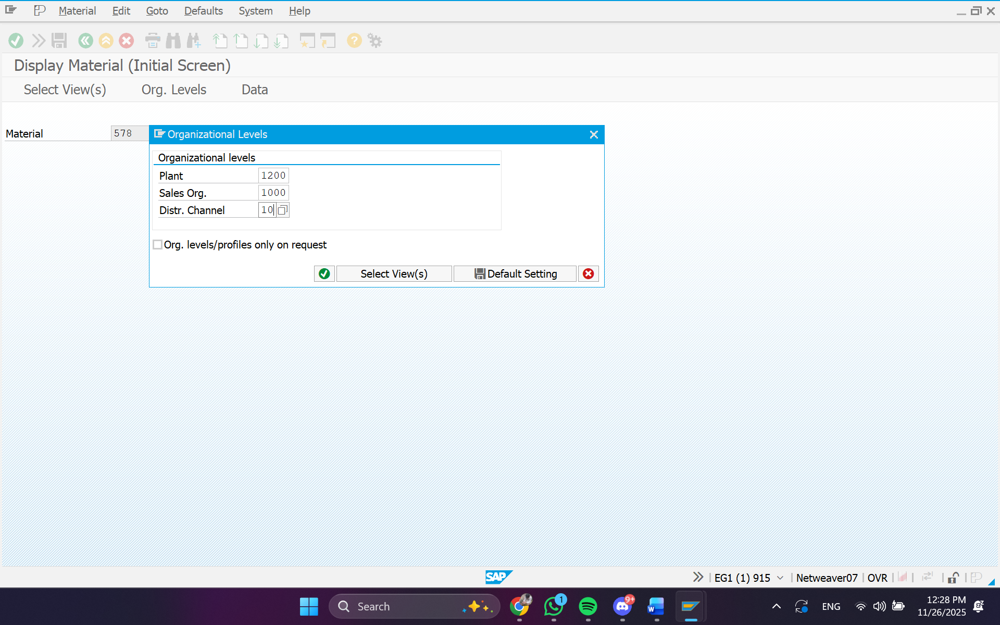 Material Edit Goto Defaults System Help
Display Material (Initial Screen)
Select View(s) Org. Levels Data
Material 578
Organizational Levels
Organizational levels
Plant 1200
Sales Org. 1000
Distr. Channel 10
Org. levels/profiles only on request
Select View(s) Default Setting
SAP EG1 (1) 915 Netweaver07 OVR
Search 1 9+ W ENG 12:28 PM
11/26/2025